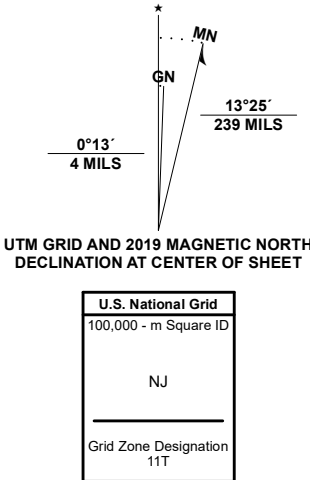 ★
MN
GN
13°25´
239 MILS
0°13´
4 MILS
UTM GRID AND 2019 MAGNETIC NORTH
DECLINATION AT CENTER OF SHEET
U.S. National Grid
100,000 - m Square ID
NJ
Grid Zone Designation
11T